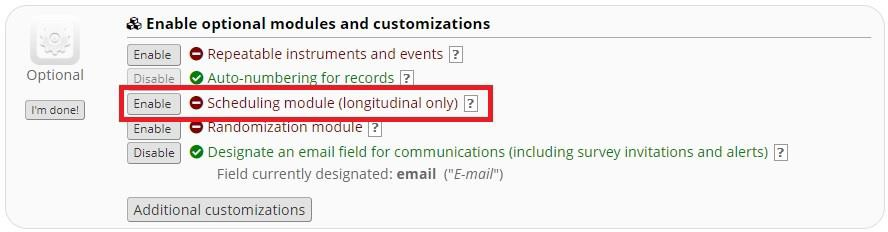 Enable optional modules and customizations
Optional
I'm done!
Enable Repeatable instruments and events ?
Disable Auto-numbering for records ?
Enable Scheduling module (longitudinal only) ?
Enable Randomization module ?
Disable Designate an email field for communications (including survey invitations and alerts) ?
Field currently designated: email ("E-mail")
Additional customizations